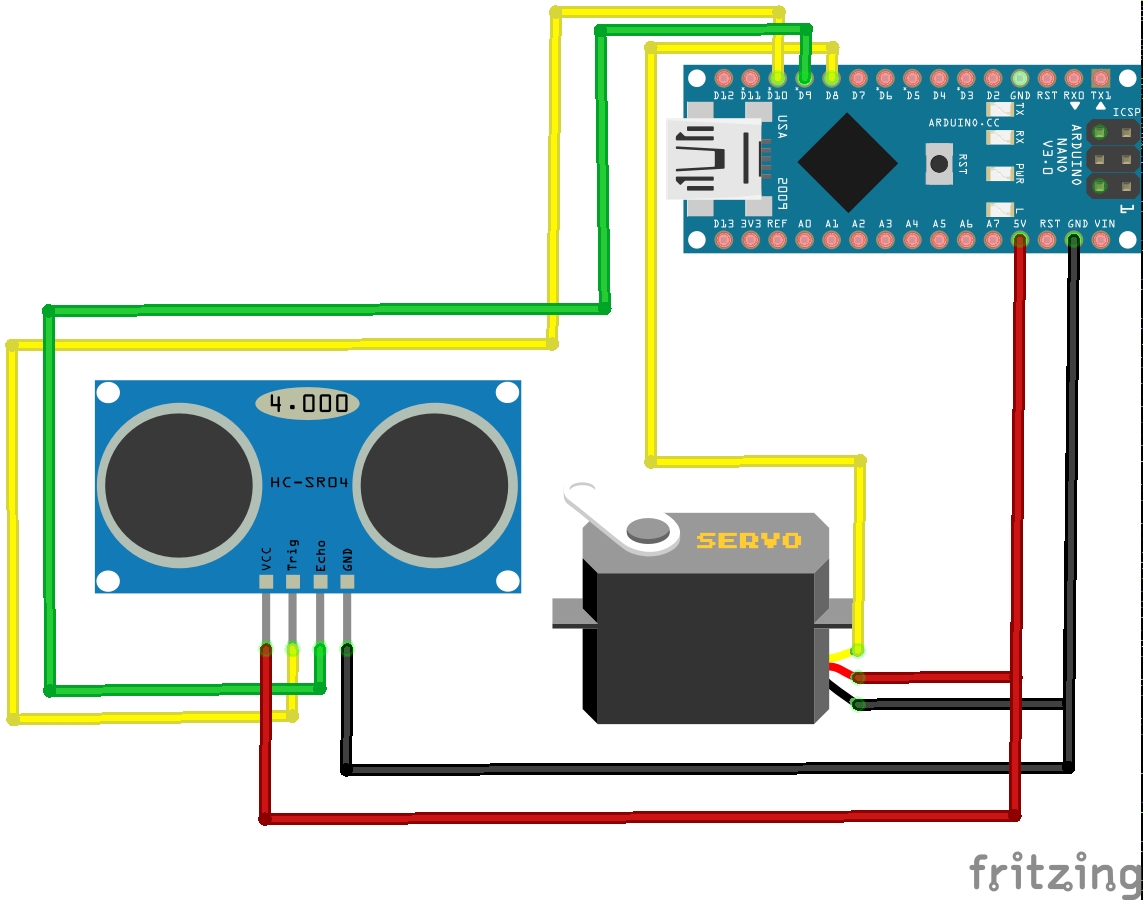 D12 D11 D10 D9 D8 D7 D6 D5 D4 D3 D2 GND RST RX0 TX1
ICSP
USA
ARDUINO.CC
TX
RX
PWR
L
RST
ARDUINO
NANO
V3.0
1
2009
D13 3V3 REF A0 A1 A2 A3 A4 A5 A6 A7 5V RST GND VIN
4.000
HC-SR04
VCC
Trig
Echo
GND
SERVO
fritzing